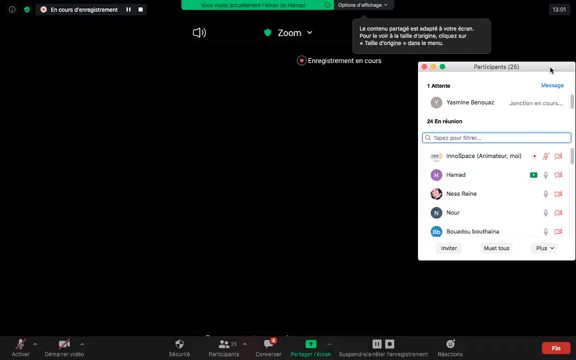 En cours d'enregistrement
Vous voyez actuellement l'écran de Hamad
Options d'affichage
13:01
Le contenu partagé est adapté à votre écran.
Pour le voir à la taille d'origine, cliquez sur
« Taille d'origine » dans le menu.
Zoom
Enregistrement en cours
Participants (25)
1 Attente
Message
Y
Yasmine Benouaz
Jonction en cours...
24 En réunion
Tapez pour filtrer...
InnoSpace (Animateur, moi)
H
Hamad
Ness Reine
N
Nour
Bb
Bouadou bouthaina
Inviter
Muet tous
Plus
25
Activer
Démarrer vidéo
Sécurité
Participants
Converser
Partager l'écran
Suspendre/arrêter l'enregistrement
Réactions
Fin